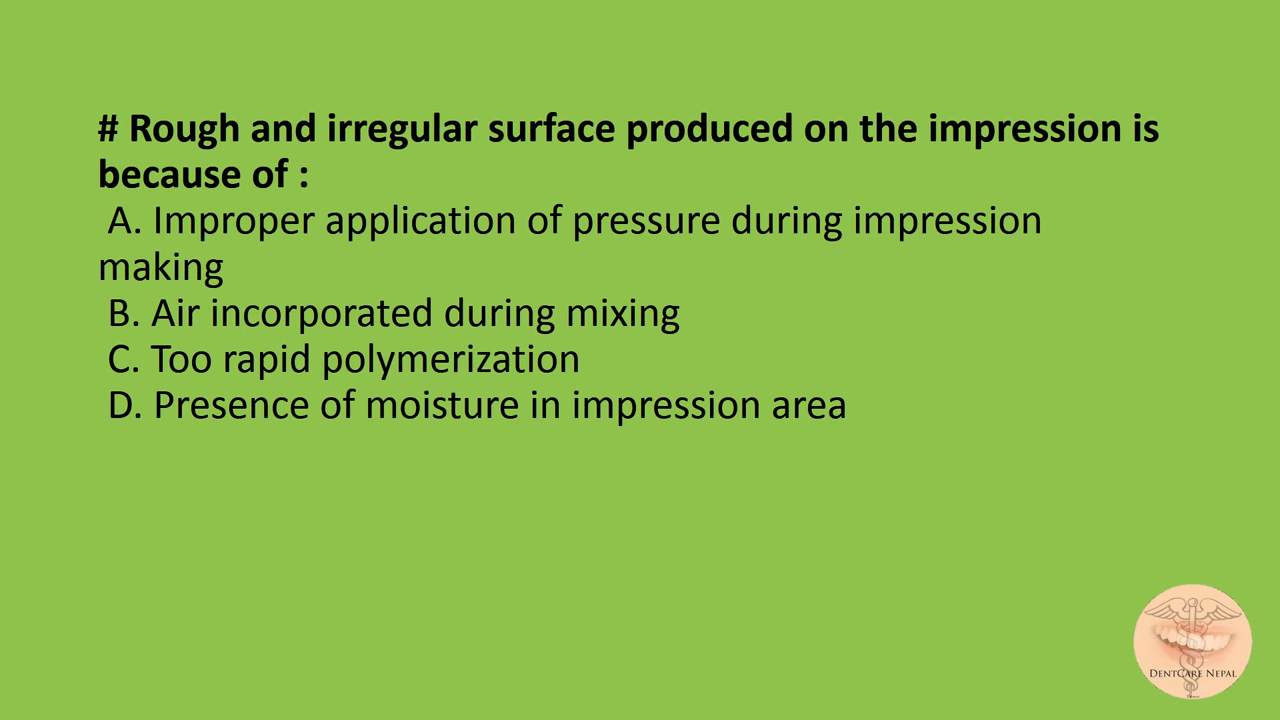 # Rough and irregular surface produced on the impression is
because of :
A. Improper application of pressure during impression
making
B. Air incorporated during mixing
C. Too rapid polymerization
D. Presence of moisture in impression area
DENTCARE NEPAL